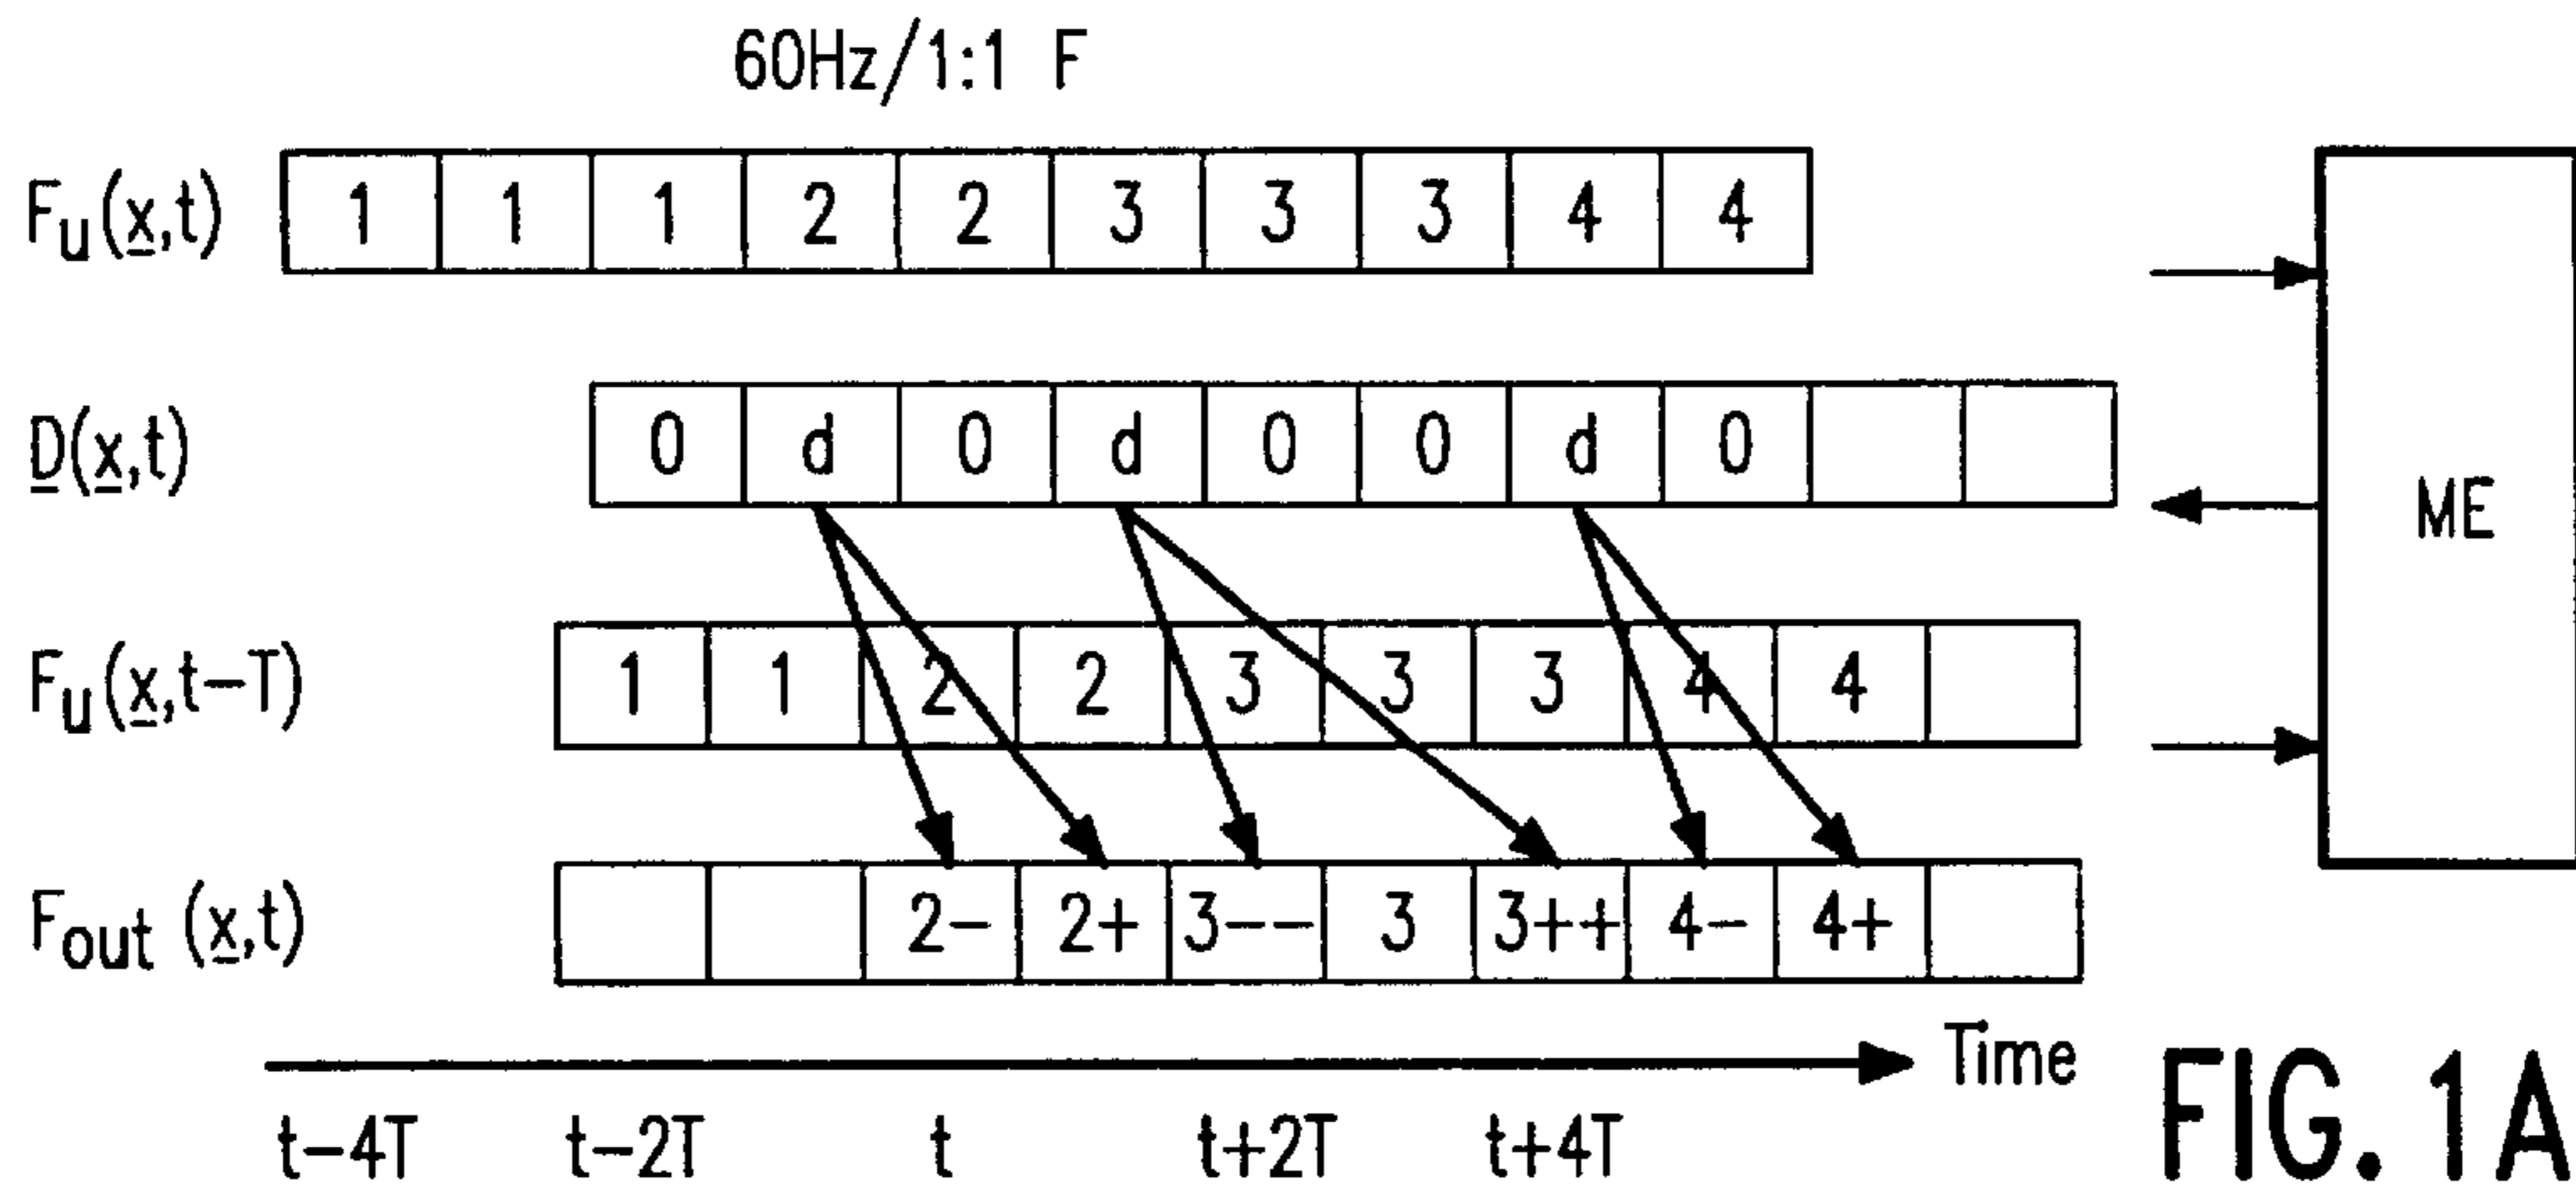 60Hz/1:1 F
Fu(x,t) 1 1 1 2 2 3 3 3 4 4
D(x,t) 0 d 0 d 0 0 d 0
ME
Fu(x,t-T) 1 1 2 2 3 3 3 4 4
Fout (x,t) 2- 2+ 3-- 3 3++ 4- 4+
Time
t-4T t-2T t t+2T t+4T
FIG. 1A